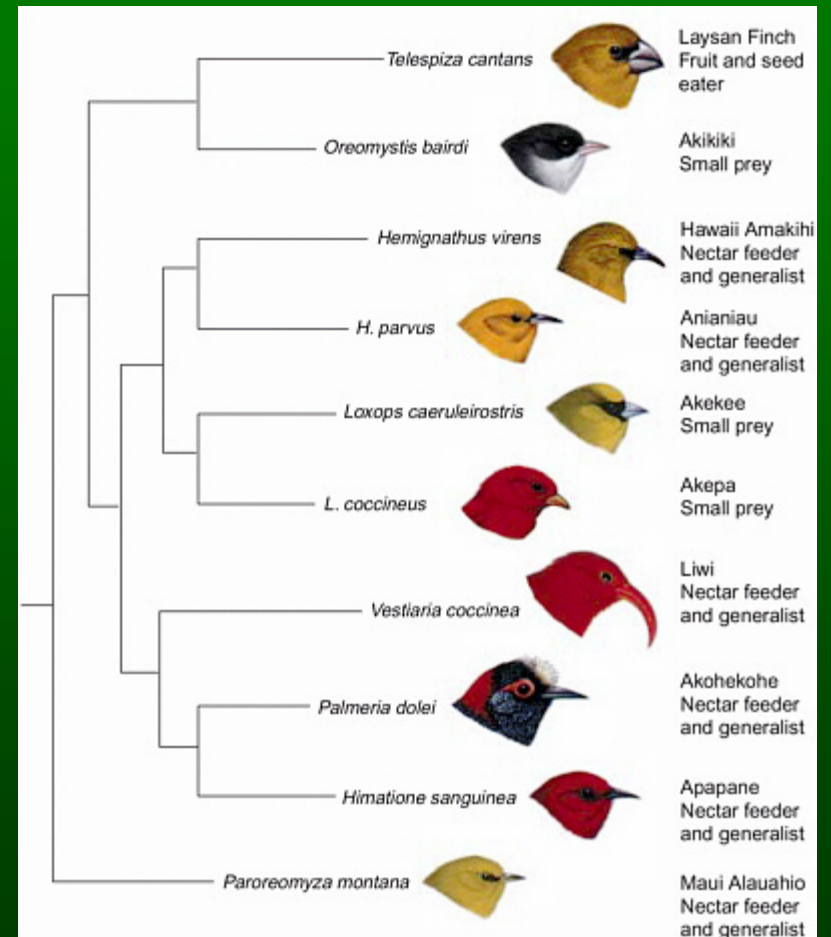 Telespiza cantans
Laysan Finch
Fruit and seed
eater
Oreomystis bairdi
Akikiki
Small prey
Hemignathus virens
Hawaii Amakihi
Nectar feeder
and generalist
H. parvus
Anianiau
Nectar feeder
and generalist
Loxops caeruleirostris
Akekee
Small prey
L. coccineus
Akepa
Small prey
Vestiaria coccinea
Liwi
Nectar feeder
and generalist
Palmeria dolei
Akohekohe
Nectar feeder
and generalist
Himatione sanguinea
Apapane
Nectar feeder
and generalist
Paroreomyza montana
Maui Alauahio
Nectar feeder
and generalist